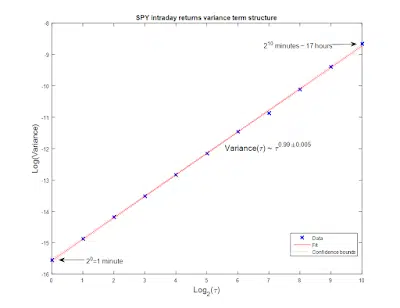 SPY intraday returns variance term structure
-8
2^10 minutes ~ 17 hours
-9
-10
-11
Log(Variance)
Variance(τ) ~ τ^0.99±0.005
-12
-13
-14
Data
Fit
Confidence bounds
-15
2^0=1 minute
-16
0 1 2 3 4 5 6 7 8 9 10
Log2(τ)